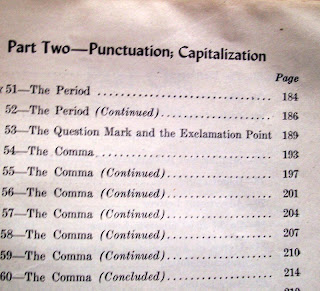 Part Two—Punctuation; Capitalization
Page
51—The Period ................................ 184
52—The Period (Continued) .................... 186
53—The Question Mark and the Exclamation Point 189
54—The Comma ................................. 193
55—The Comma (Continued) ..................... 197
56—The Comma (Continued) ..................... 201
57—The Comma (Continued) ..................... 204
58—The Comma (Continued) ..................... 207
59—The Comma (Continued) ..................... 210
60—The Comma (Concluded) ..................... 214